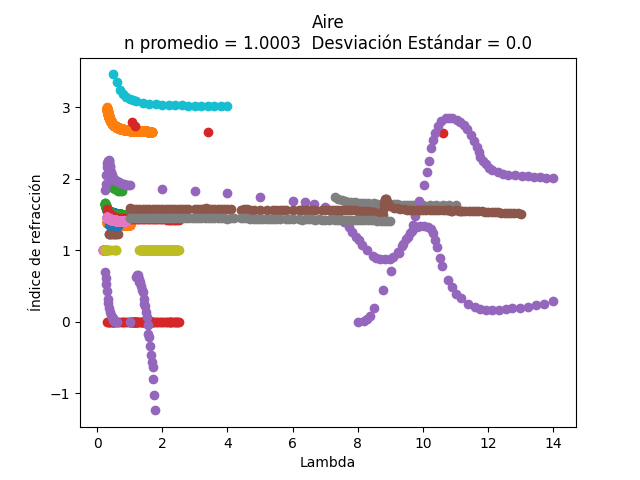 Aire
n promedio = 1.0003  Desviación Estándar = 0.0
Índice de refracción
3
2
1
0
−1
0 2 4 6 8 10 12 14
Lambda